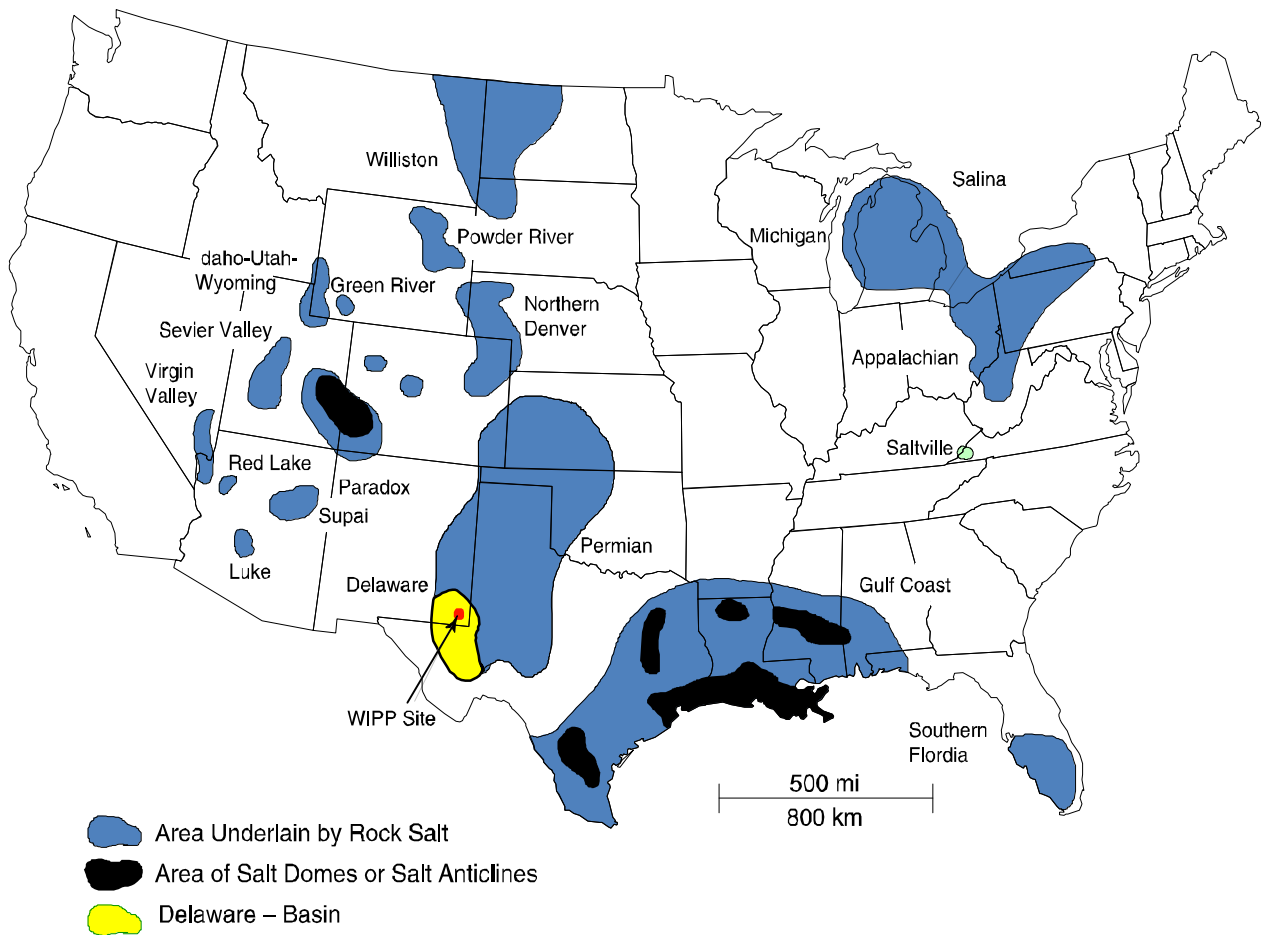 Williston
Salina
Powder River
Michigan
daho-Utah-
Wyoming
Green River
Northern
Denver
Sevier Valley
Appalachian
Virgin
Valley
Saltville
Red Lake
Paradox
Supai
Permian
Luke
Delaware
Gulf Coast
WIPP Site
Southern
Flordia
500 mi
800 km
Area Underlain by Rock Salt
Area of Salt Domes or Salt Anticlines
Delaware – Basin